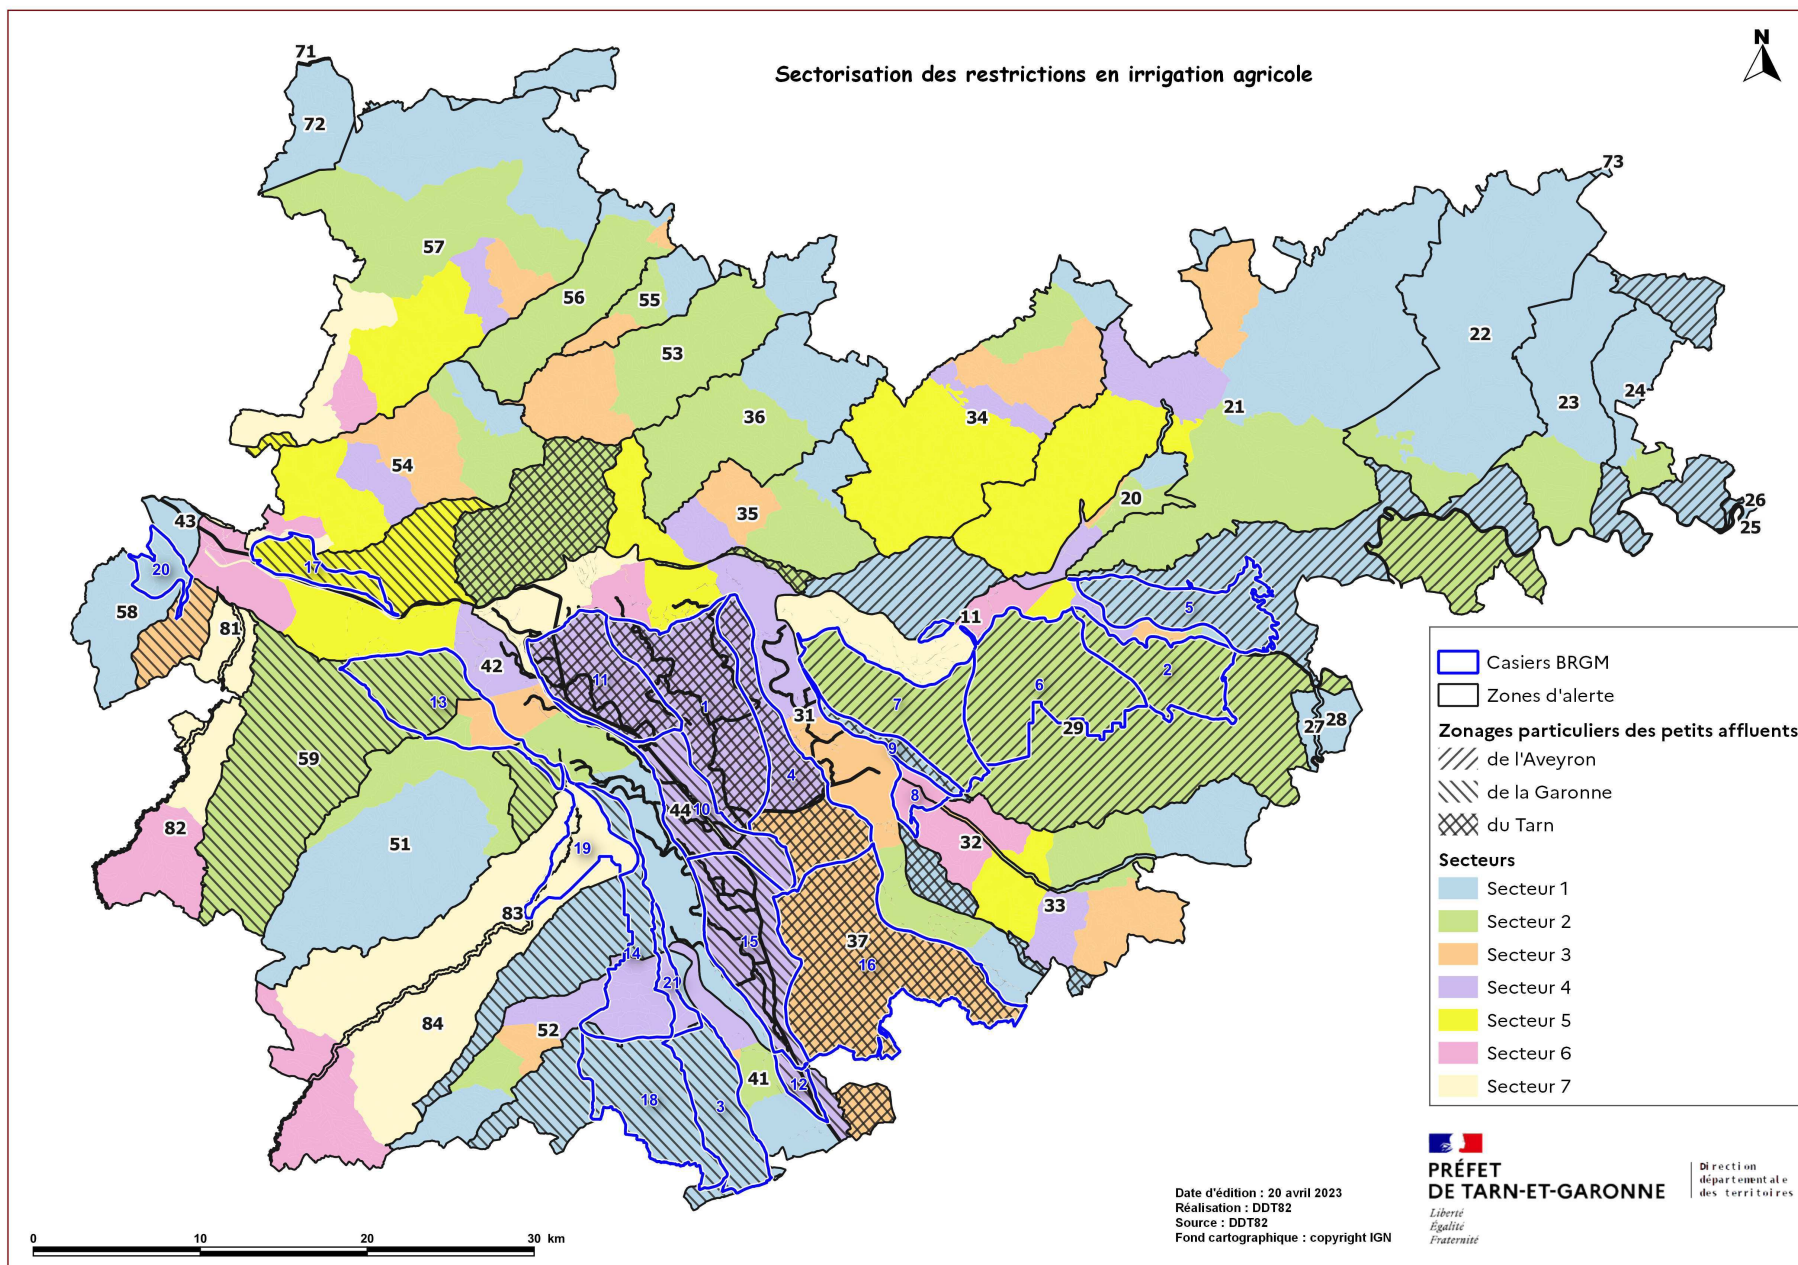 Sectorisation des restrictions en irrigation agricole
N
71
72
73
57
56
55
53
22
24
23
21
36
34
54
35
20
26
25
43
20
17
58
81
5
11
42
13
11
1
31
7
6
2
29
27
28
59
9
4
44
10
8
82
51
19
32
83
33
14
15
37
16
21
84
52
41
12
18
3
Casiers BRGM
Zones d'alerte
Zonages particuliers des petits affluents
de l'Aveyron
de la Garonne
du Tarn
Secteurs
Secteur 1
Secteur 2
Secteur 3
Secteur 4
Secteur 5
Secteur 6
Secteur 7
PRÉFET
DE TARN-ET-GARONNE
Liberté
Égalité
Fraternité
Direction
départementale
des territoires
Date d'édition : 20 avril 2023
Réalisation : DDT82
Source : DDT82
Fond cartographique : copyright IGN
0 10 20 30 km